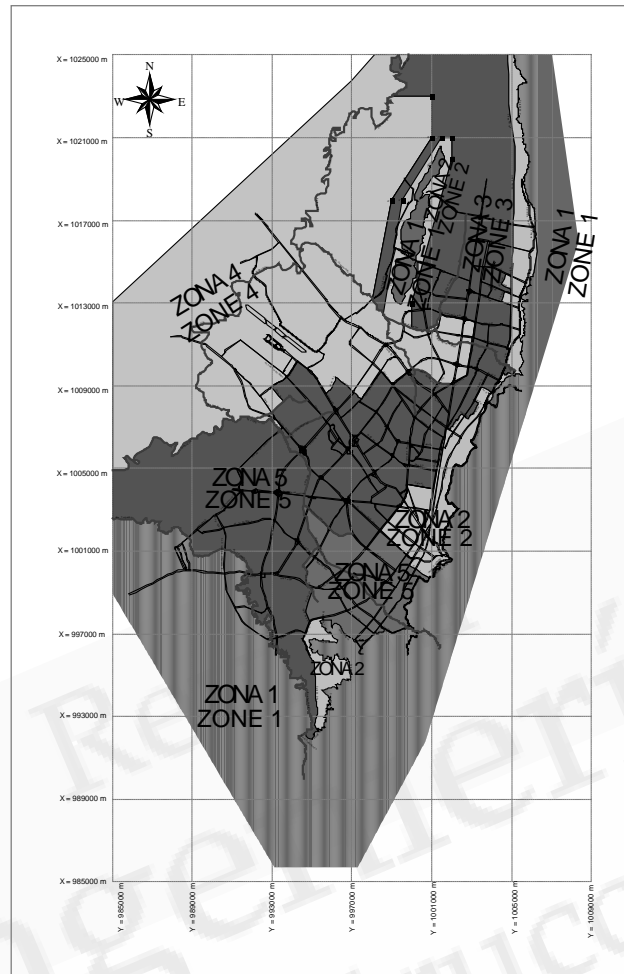 X = 1025000 m
N
W E
S
X = 1021000 m
X = 1017000 m
ZONA 1
ZONE
ZONA 2
ZONE 2
ZONA 3
ZONE 3
ZONA 1
ZONE 1
ZONA 4
ZONE 4
X = 1013000 m
X = 1009000 m
X = 1005000 m
ZONA 5
ZONE 5
ZONA 2
ZONE 2
X = 1001000 m
ZONA 5
ZONE 5
X = 997000 m
ZONA 2
ZONA 1
ZONE 1
X = 993000 m
X = 989000 m
X = 985000 m
Y = 985000 m
Y = 989000 m
Y = 993000 m
Y = 997000 m
Y = 1001000 m
Y = 1005000 m
Y = 1009000 m